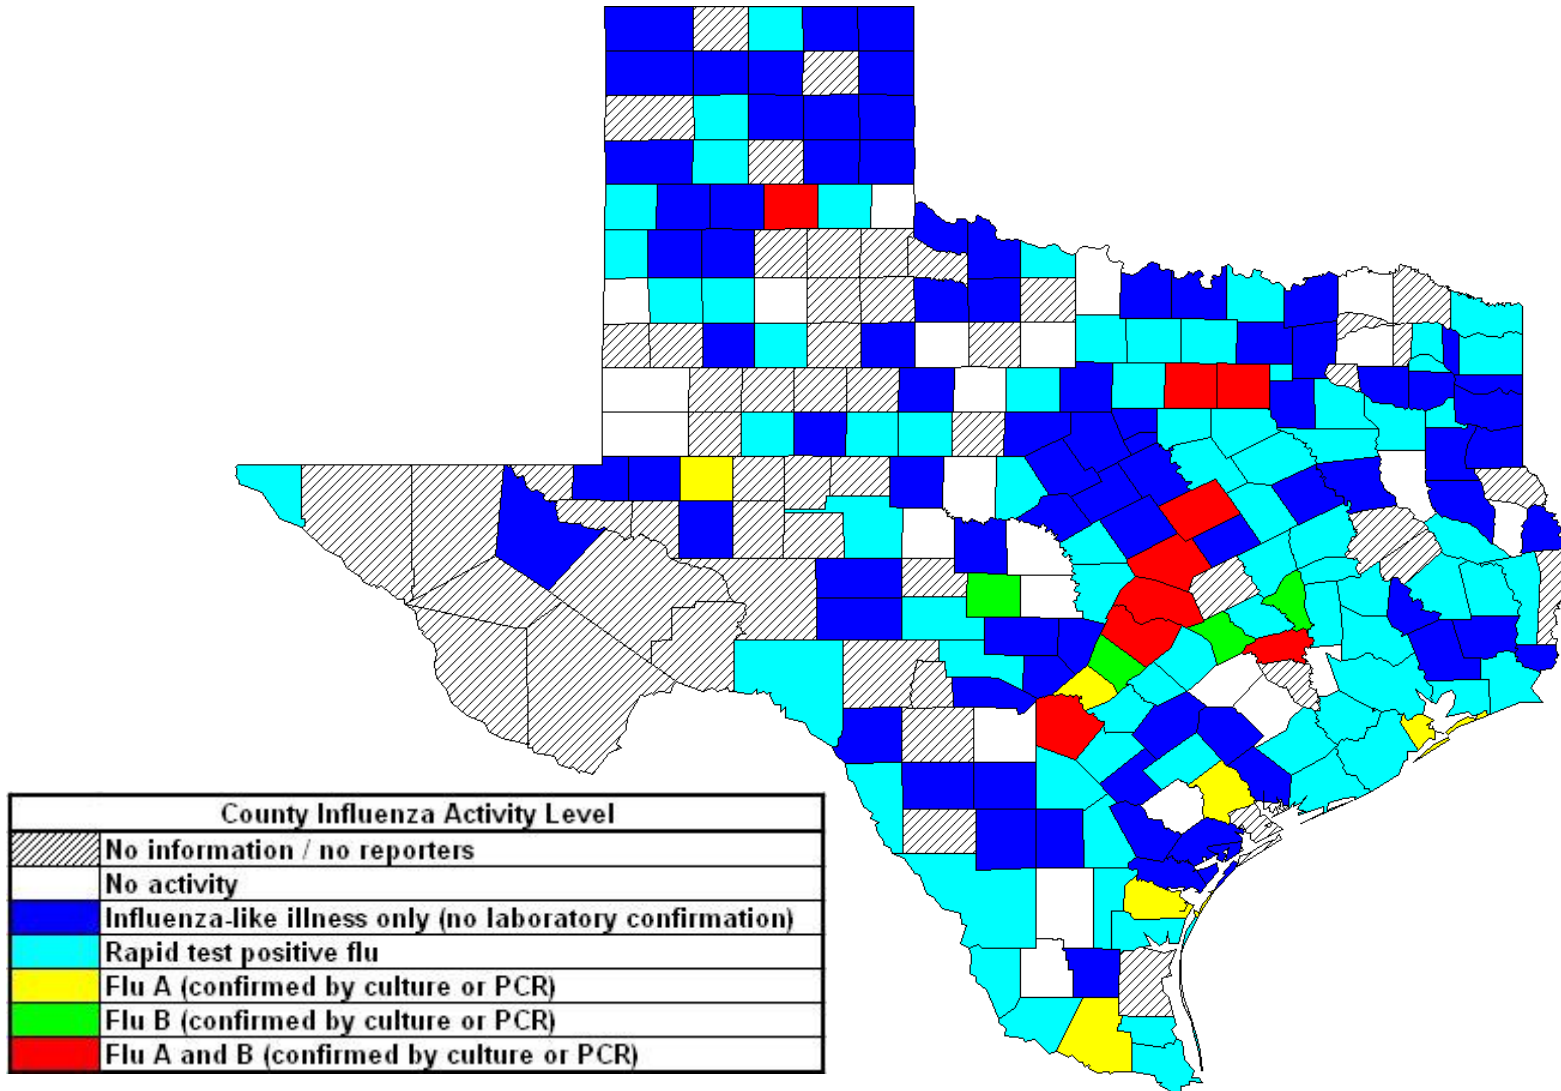 County Influenza Activity Level
No information / no reporters
No activity
Influenza-like illness only (no laboratory confirmation)
Rapid test positive flu
Flu A (confirmed by culture or PCR)
Flu B (confirmed by culture or PCR)
Flu A and B (confirmed by culture or PCR)